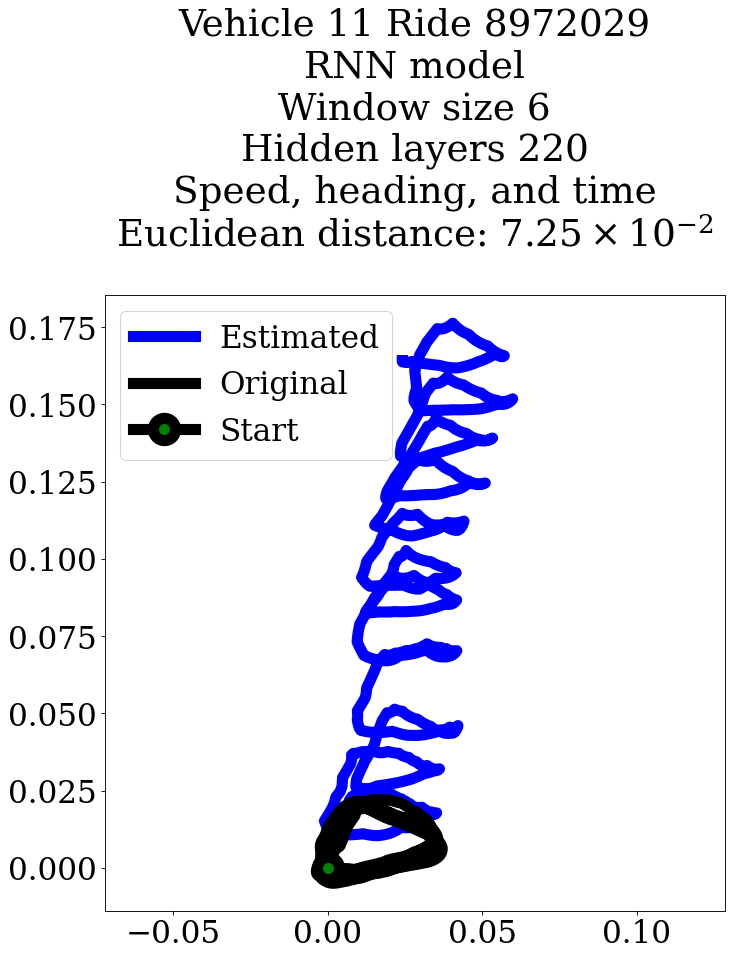 Vehicle 11 Ride 8972029
RNN model
Window size 6
Hidden layers 220
Speed, heading, and time
Euclidean distance: 7.25 × 10⁻²
Estimated
Original
Start
0.175
0.150
0.125
0.100
0.075
0.050
0.025
0.000
−0.05 0.00 0.05 0.10